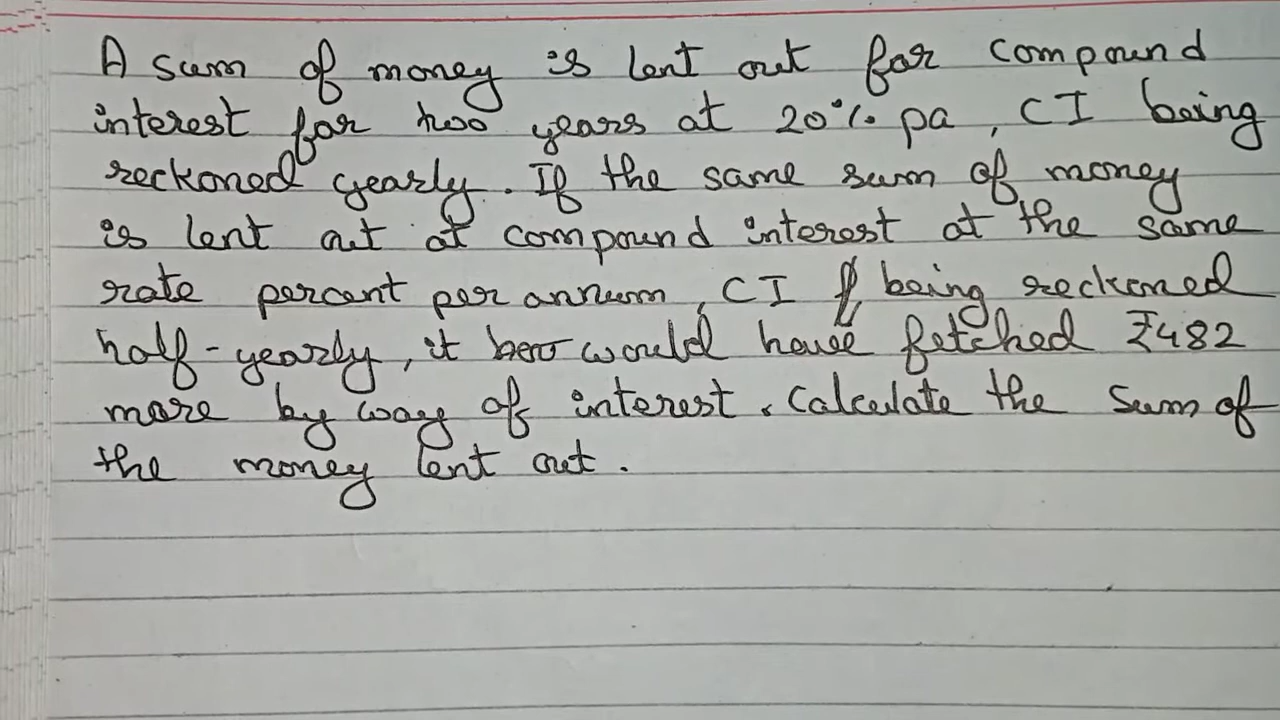 A sum of money is lent out for compound
interest for two years at 20% pa, CI being
reckoned yearly. If the same sum of money
is lent out at compound interest at the same
rate percent per annum, CI being reckoned
half-yearly, it would have fetched ₹482
more by way of interest. Calculate the sum of
the money lent out.